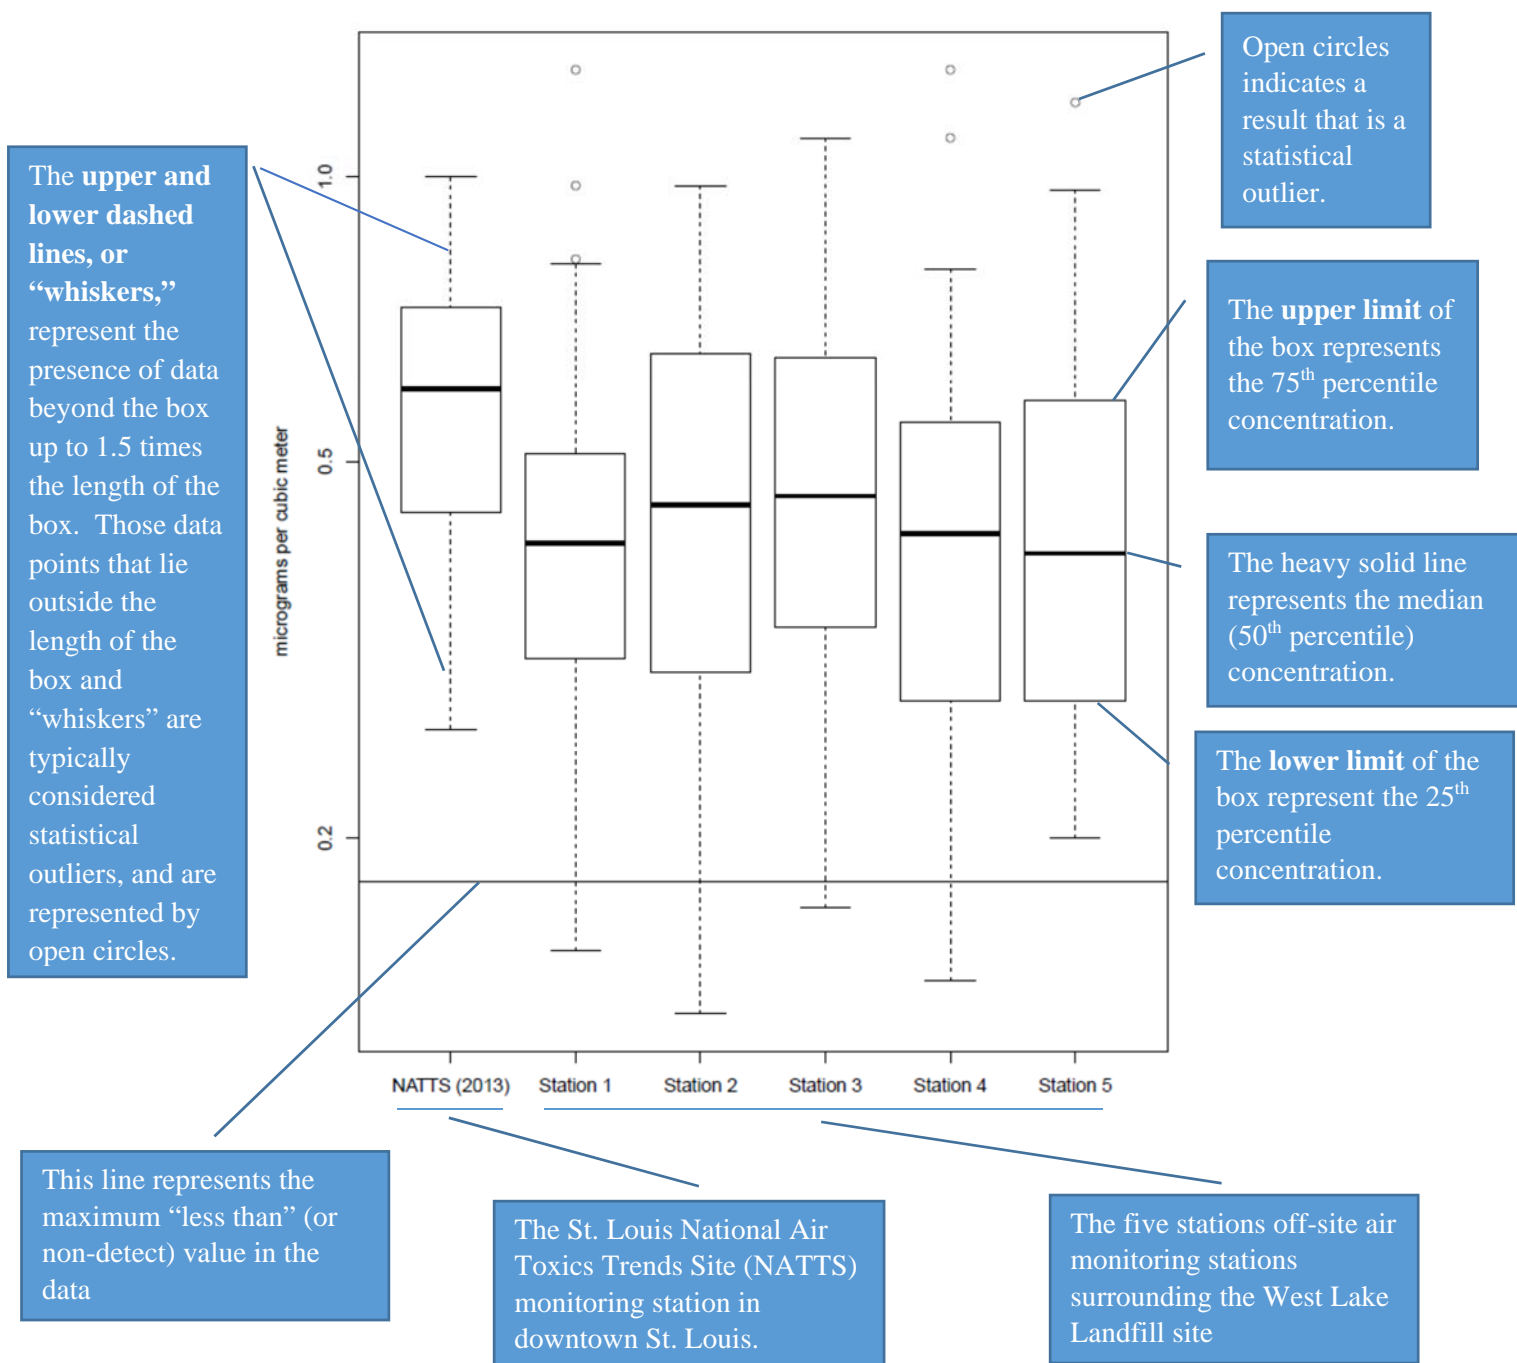 The upper and
lower dashed
lines, or
“whiskers,”
represent the
presence of data
beyond the box
up to 1.5 times
the length of the
box.  Those data
points that lie
outside the
length of the
box and
“whiskers” are
typically
considered
statistical
outliers, and are
represented by
open circles.
micrograms per cubic meter
1.0
0.5
0.2
Open circles
indicates a
result that is a
statistical
outlier.
The upper limit of
the box represents
the 75th percentile
concentration.
The heavy solid line
represents the median
(50th percentile)
concentration.
The lower limit of the
box represent the 25th
percentile
concentration.
NATTS (2013) Station 1 Station 2 Station 3 Station 4 Station 5
This line represents the
maximum “less than” (or
non-detect) value in the
data
The St. Louis National Air
Toxics Trends Site (NATTS)
monitoring station in
downtown St. Louis.
The five stations off-site air
monitoring stations
surrounding the West Lake
Landfill site